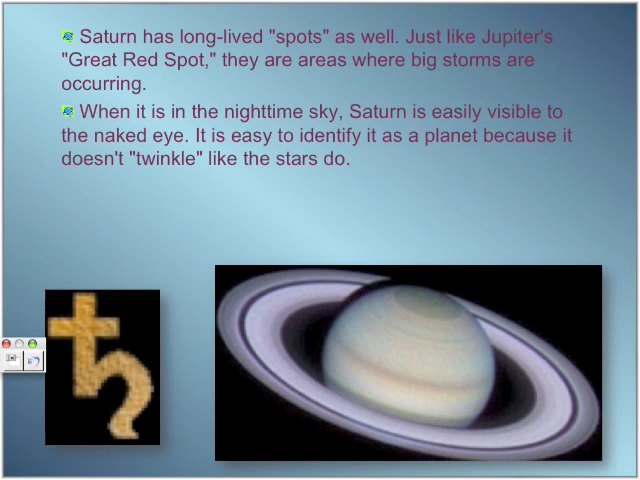 Saturn has long-lived "spots" as well. Just like Jupiter's
"Great Red Spot," they are areas where big storms are
occurring.
When it is in the nighttime sky, Saturn is easily visible to
the naked eye. It is easy to identify it as a planet because it
doesn't "twinkle" like the stars do.